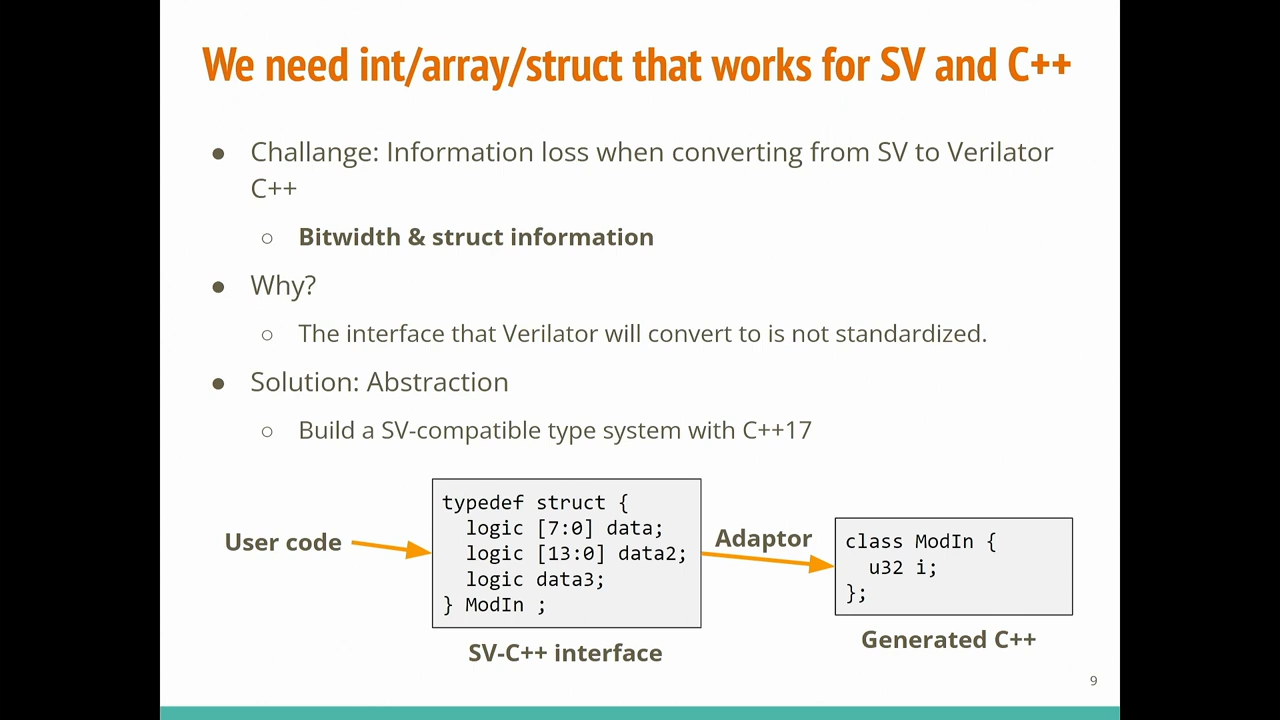 We need int/array/struct that works for SV and C++
● Challange: Information loss when converting from SV to Verilator
C++
○ Bitwidth & struct information
● Why?
○ The interface that Verilator will convert to is not standardized.
● Solution: Abstraction
○ Build a SV-compatible type system with C++17
User code
typedef struct {
logic [7:0] data;
logic [13:0] data2;
logic data3;
} ModIn ;
SV-C++ interface
Adaptor
class ModIn {
u32 i;
};
Generated C++
9